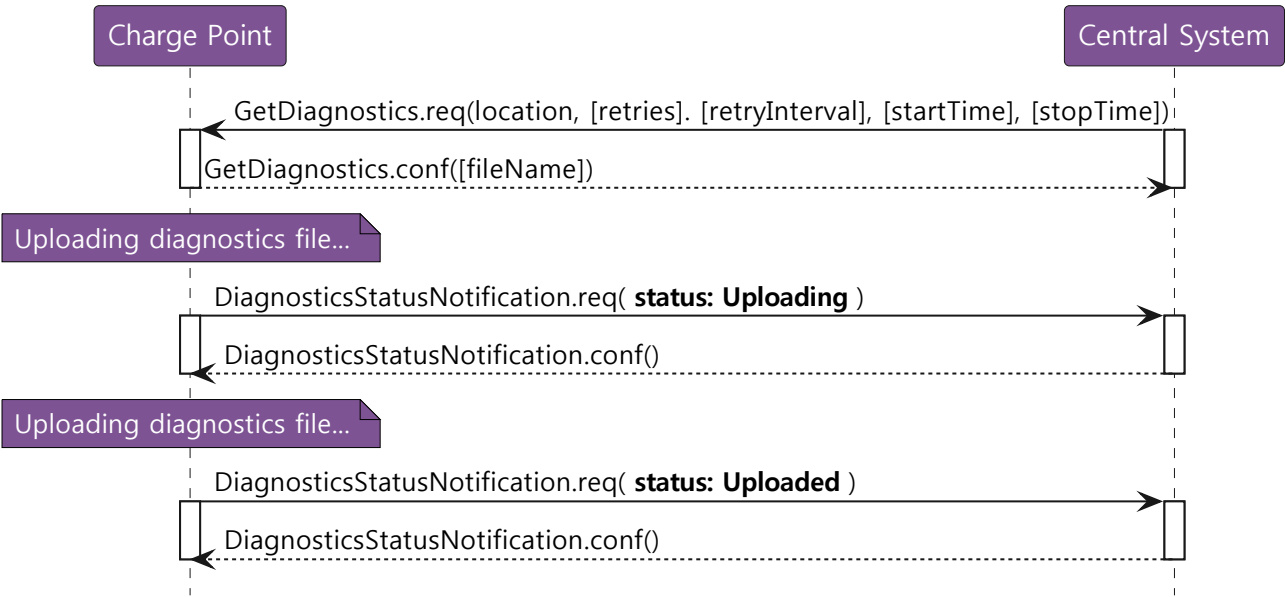 Charge Point
Central System
GetDiagnostics.req(location, [retries]. [retryInterval], [startTime], [stopTime])
GetDiagnostics.conf([fileName])
Uploading diagnostics file...
DiagnosticsStatusNotification.req( status: Uploading )
DiagnosticsStatusNotification.conf()
Uploading diagnostics file...
DiagnosticsStatusNotification.req( status: Uploaded )
DiagnosticsStatusNotification.conf()